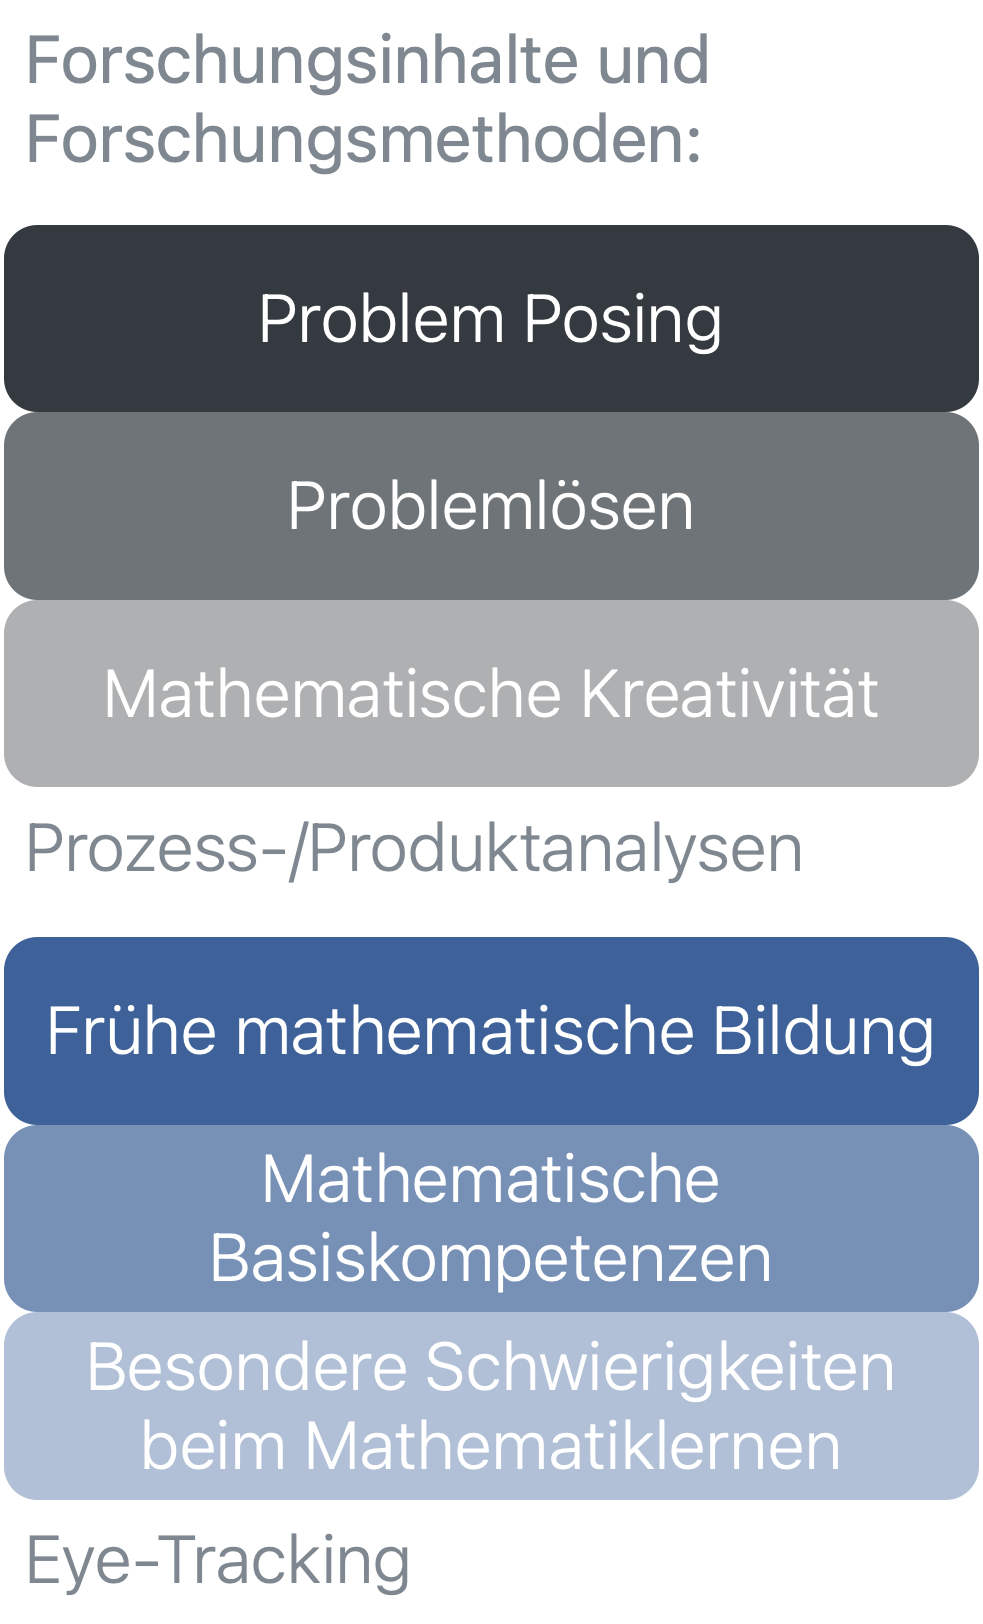 Forschungsinhalte und
Forschungsmethoden:
Problem Posing
Problemlösen
Mathematische Kreativität
Prozess-/Produktanalysen
Frühe mathematische Bildung
Mathematische
Basiskompetenzen
Besondere Schwierigkeiten
beim Mathematiklernen
Eye-Tracking